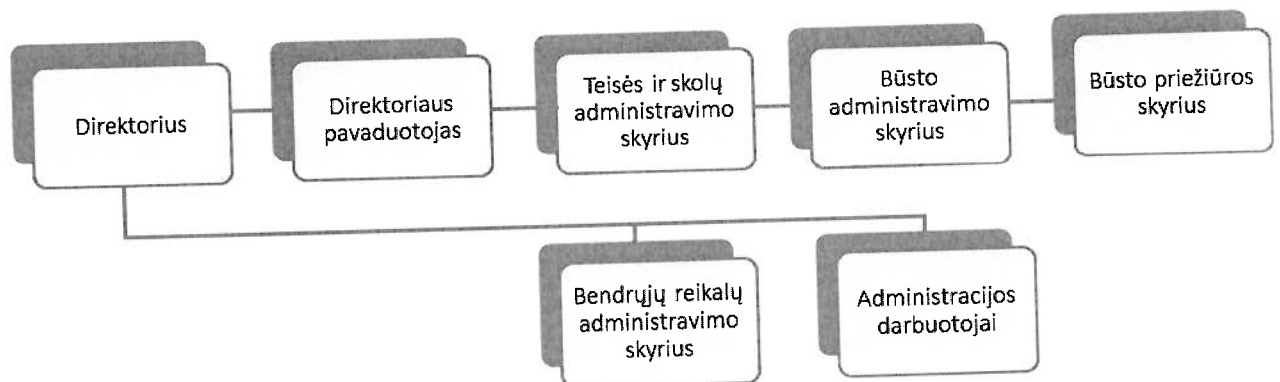 Direktorius
Direktoriaus
pavaduotojas
Teisės ir skolų
administravimo
skyrius
Būsto
administravimo
skyrius
Būsto priežiūros
skyrius
Bendrųjų reikalų
administravimo
skyrius
Administracijos
darbuotojai